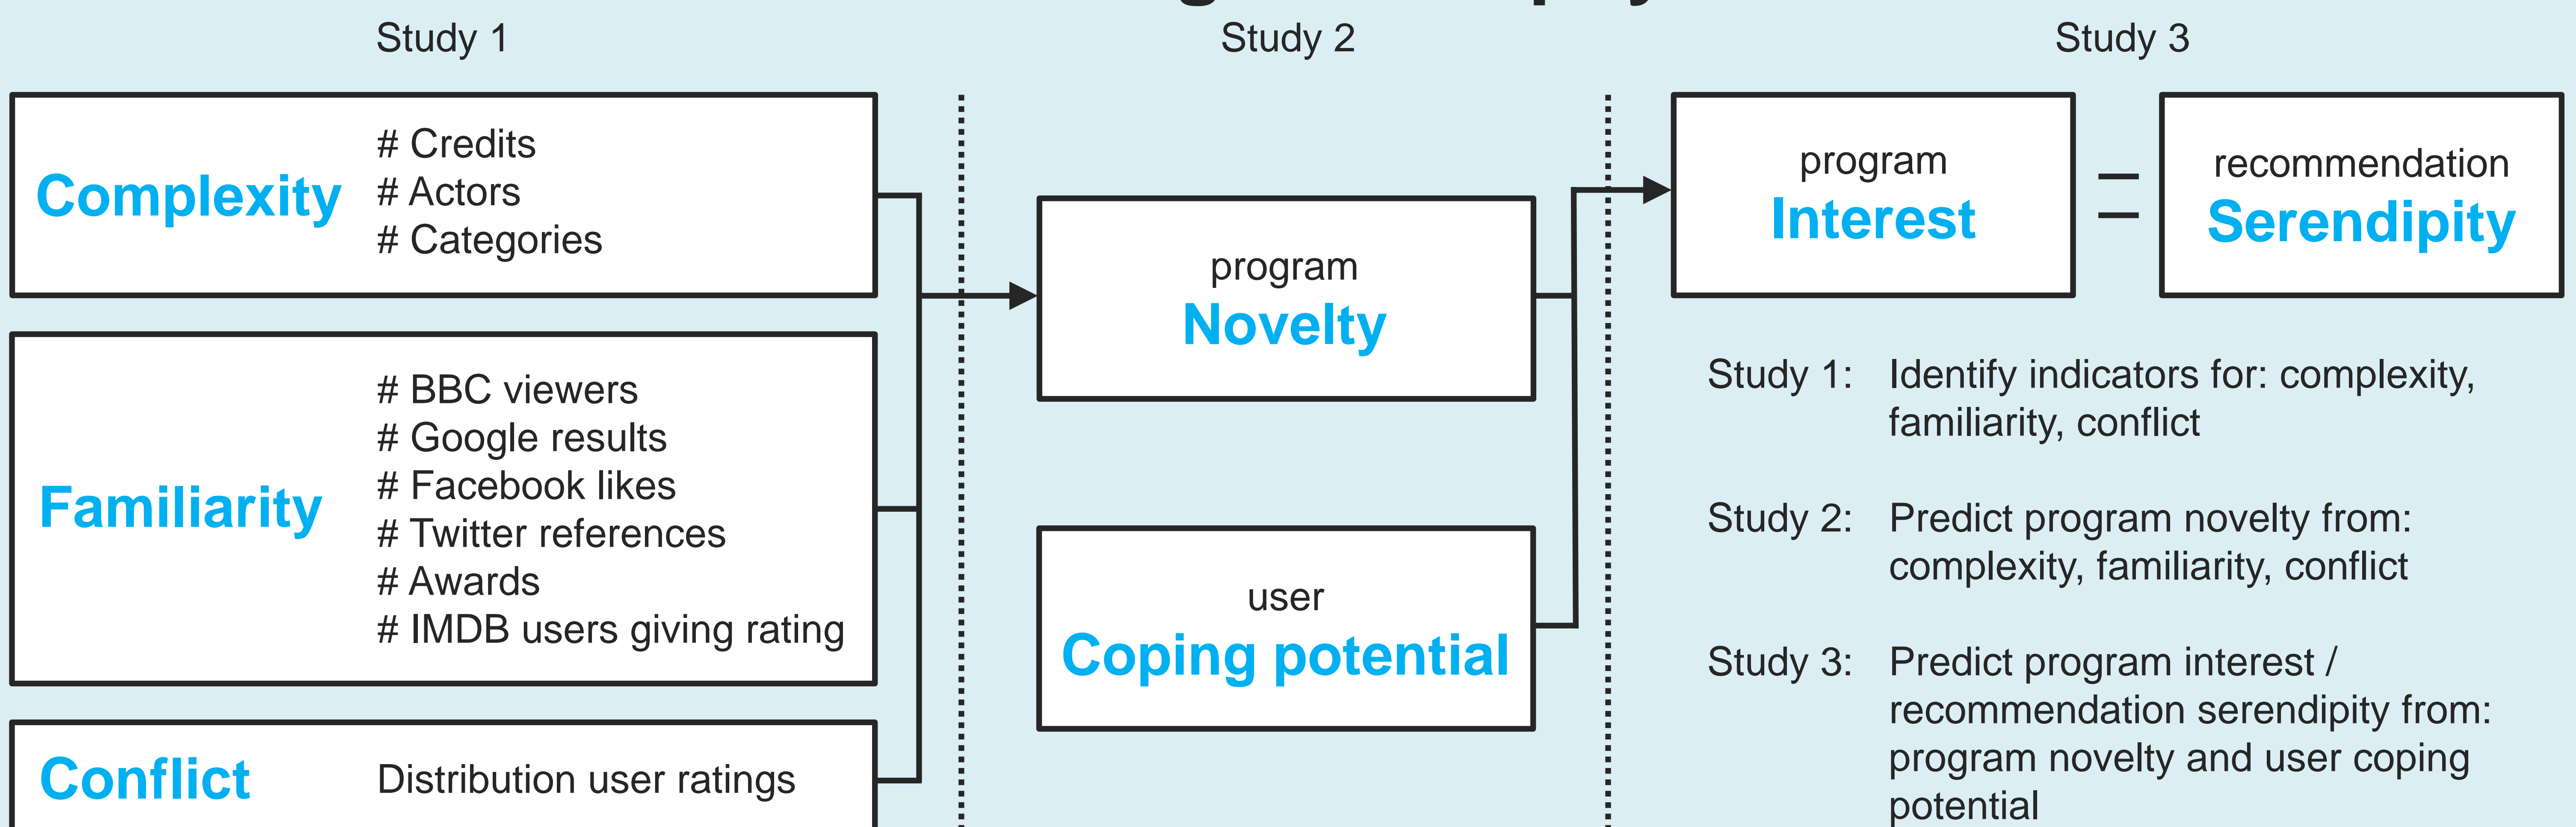 Study 1
Study 2
Study 3
Complexity
# Credits
# Actors
# Categories
Familiarity
# BBC viewers
# Google results
# Facebook likes
# Twitter references
# Awards
# IMDB users giving rating
Conflict
Distribution user ratings
program
Novelty
user
Coping potential
program
Interest
=
recommendation
Serendipity
Study 1: Identify indicators for: complexity,
familiarity, conflict
Study 2: Predict program novelty from:
complexity, familiarity, conflict
Study 3: Predict program interest /
recommendation serendipity from:
program novelty and user coping
potential